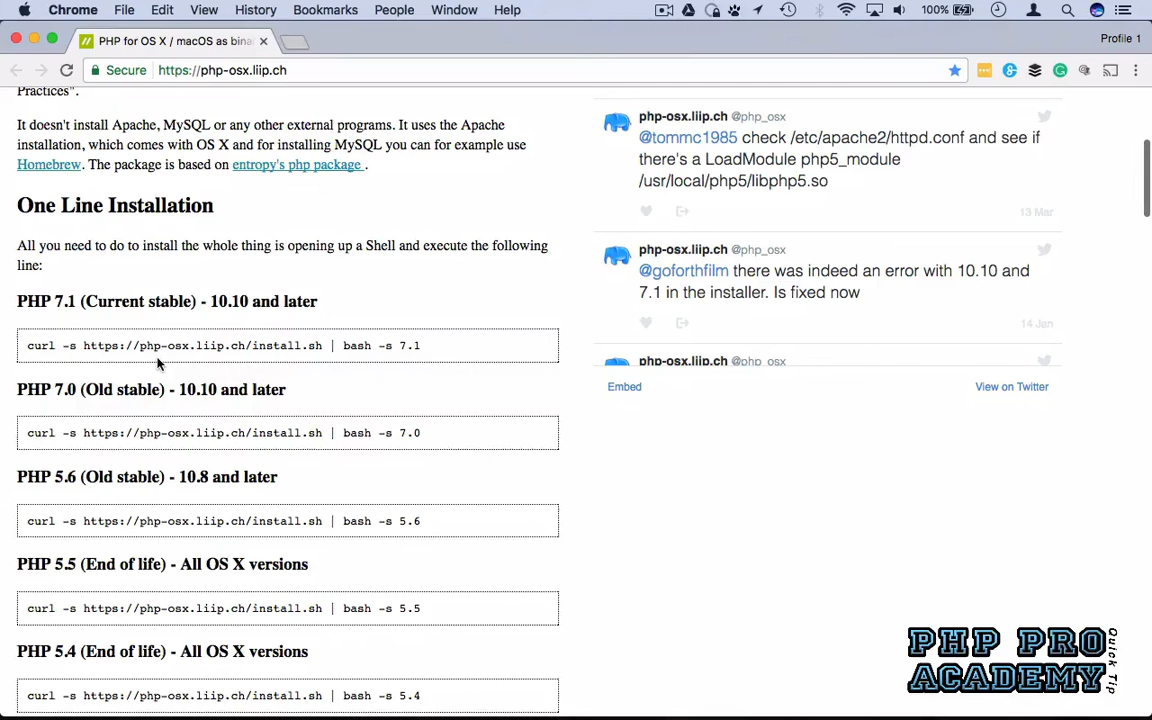 Chrome File Edit View History Bookmarks People Window Help 100%
PHP for OS X / macOS as bina
Profile 1
Secure https://php-osx.liip.ch
Practices".
It doesn't install Apache, MySQL or any other external programs. It uses the Apache
installation, which comes with OS X and for installing MySQL you can for example use
Homebrew. The package is based on entropy's php package .
One Line Installation
All you need to do to install the whole thing is opening up a Shell and execute the following
line:
PHP 7.1 (Current stable) - 10.10 and later
curl -s https://php-osx.liip.ch/install.sh | bash -s 7.1
PHP 7.0 (Old stable) - 10.10 and later
curl -s https://php-osx.liip.ch/install.sh | bash -s 7.0
PHP 5.6 (Old stable) - 10.8 and later
curl -s https://php-osx.liip.ch/install.sh | bash -s 5.6
PHP 5.5 (End of life) - All OS X versions
curl -s https://php-osx.liip.ch/install.sh | bash -s 5.5
PHP 5.4 (End of life) - All OS X versions
curl -s https://php-osx.liip.ch/install.sh | bash -s 5.4
php-osx.liip.ch @php_osx
@tommc1985 check /etc/apache2/httpd.conf and see if
there's a LoadModule php5_module
/usr/local/php5/libphp5.so
13 Mar
php-osx.liip.ch @php_osx
@goforthfilm there was indeed an error with 10.10 and
7.1 in the installer. Is fixed now
14 Jan
php-osx.liip.ch @php_osx
Embed
View on Twitter
PHP PRO
ACADEMY
Quick Tip